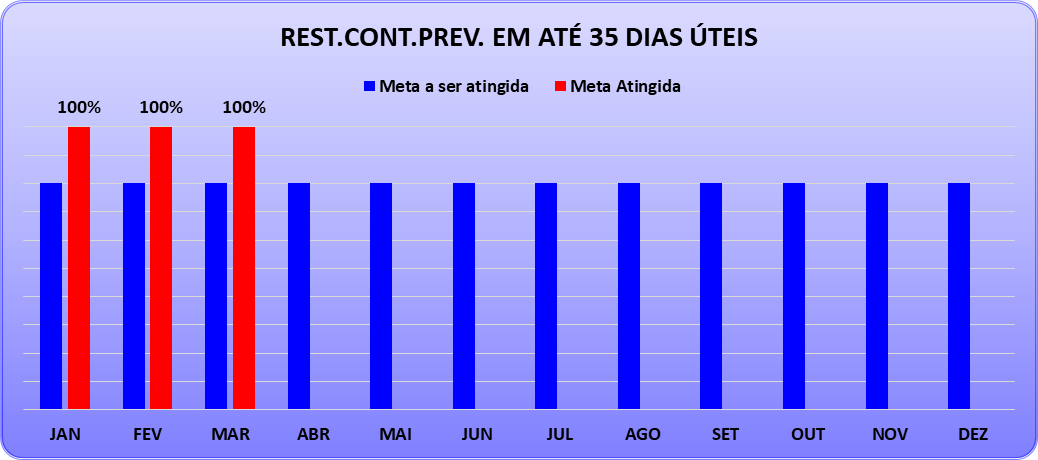 REST.CONT.PREV. EM ATÉ 35 DIAS ÚTEIS
Meta a ser atingida Meta Atingida
100% 100% 100%
JAN FEV MAR ABR MAI JUN JUL AGO SET OUT NOV DEZ